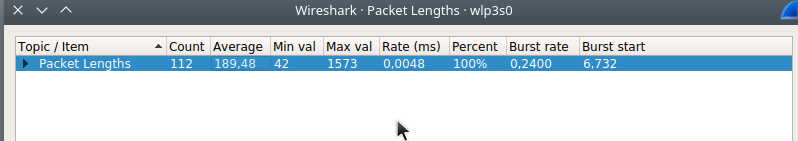 Wireshark · Packet Lengths · wlp3s0
Topic / Item Count Average Min val Max val Rate (ms) Percent Burst rate Burst start
Packet Lengths 112 189,48 42 1573 0,0048 100% 0,2400 6,732